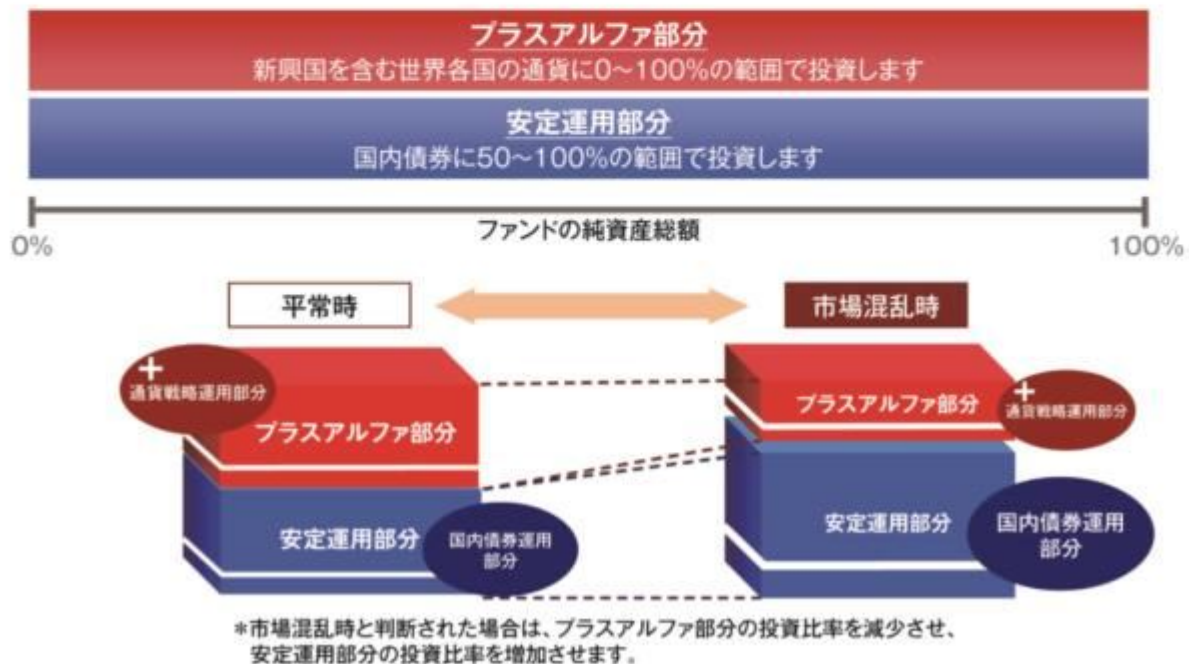 プラスアルファ部分
新興国を含む世界各国の通貨に0～100%の範囲で投資します
安定運用部分
国内債券に50～100%の範囲で投資します
ファンドの純資産総額
0%
100%
平常時
市場混乱時
+
通貨戦略運用部分
プラスアルファ部分
安定運用部分
国内債券運用
部分
プラスアルファ部分
+
通貨戦略運用部分
安定運用部分
国内債券運用
部分
*市場混乱時と判断された場合は、プラスアルファ部分の投資比率を減少させ、
安定運用部分の投資比率を増加させます。